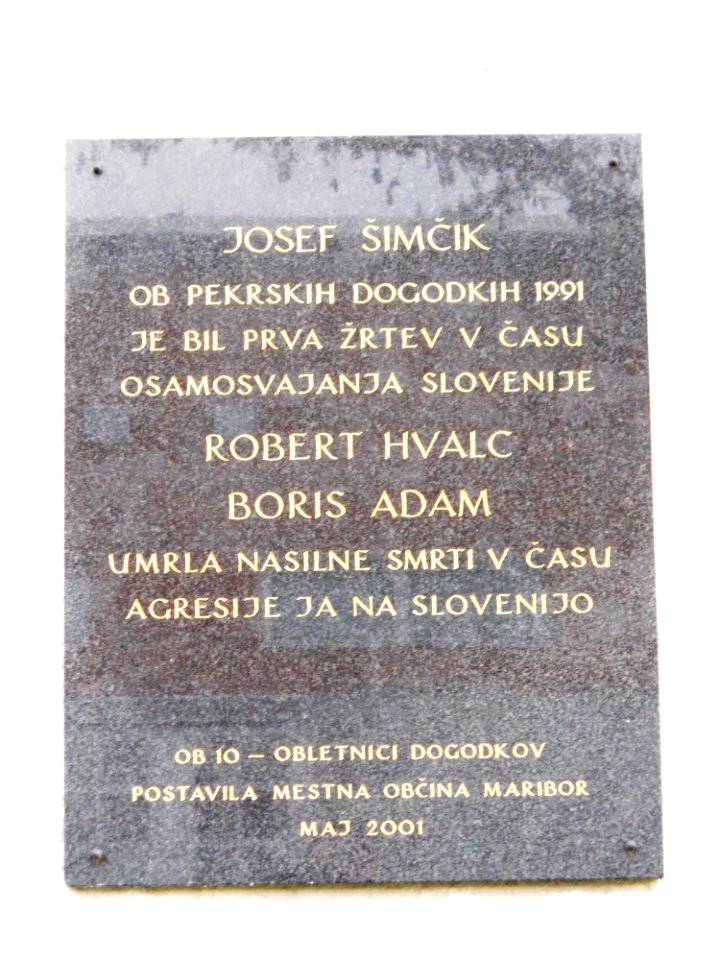 JOSEF ŠIMČIK
OB PEKRSKIH DOGODKIH 1991
JE BIL PRVA ŽRTEV V ČASU
OSAMOSVAJANJA SLOVENIJE
ROBERT HVALC
BORIS ADAM
UMRLA NASILNE SMRTI V ČASU
AGRESIJE JA NA SLOVENIJO
OB 10 – OBLETNICI DOGODKOV
POSTAVILA MESTNA OBČINA MARIBOR
MAJ 2001